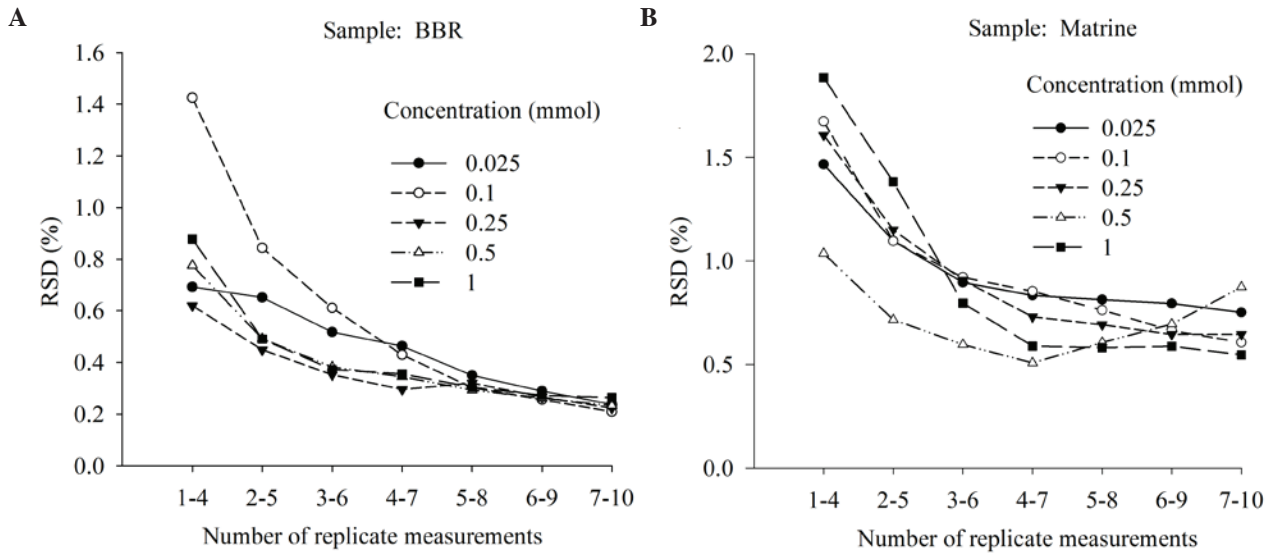 A
Sample: BBR
1.6
1.4
1.2
1.0
0.8
0.6
0.4
0.2
0.0
RSD (%)
Concentration (mmol)
0.025
0.1
0.25
0.5
1
1-4 2-5 3-6 4-7 5-8 6-9 7-10
Number of replicate measurements
B
Sample: Matrine
2.0
1.5
1.0
0.5
0.0
RSD (%)
Concentration (mmol)
0.025
0.1
0.25
0.5
1
1-4 2-5 3-6 4-7 5-8 6-9 7-10
Number of replicate measurements